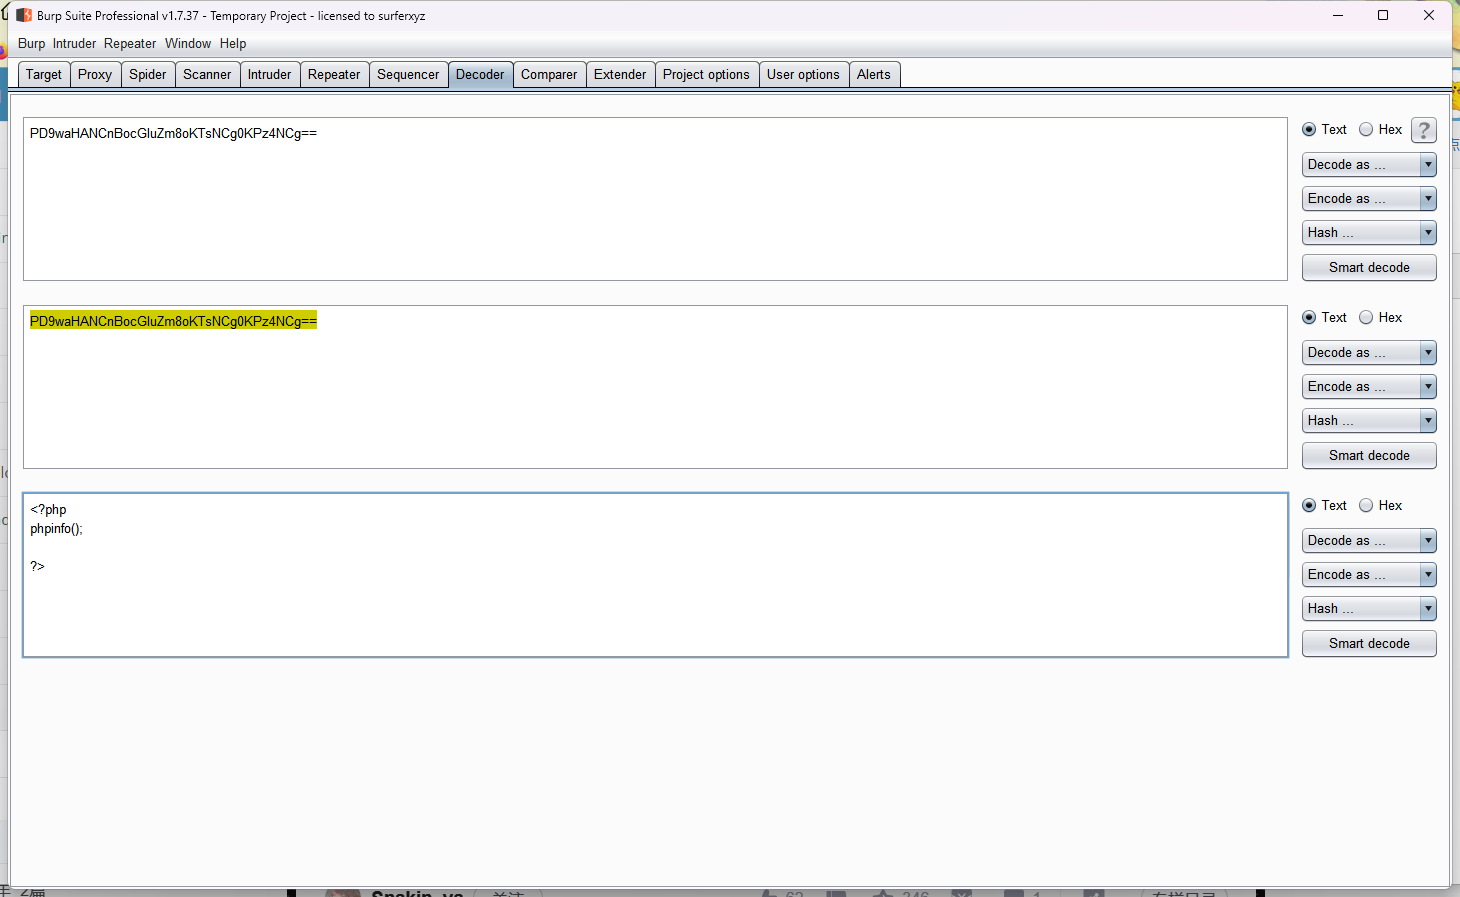 Burp Suite Professional v1.7.37 - Temporary Project - licensed to surferxyz
Burp Intruder Repeater Window Help
Target Proxy Spider Scanner Intruder Repeater Sequencer Decoder Comparer Extender Project options User options Alerts
PD9waHANCnBocGluZm8oKTsNCg0KPz4NCg==
Text Hex ?
Decode as ...
Encode as ...
Hash ...
Smart decode
PD9waHANCnBocGluZm8oKTsNCg0KPz4NCg==
Text Hex
Decode as ...
Encode as ...
Hash ...
Smart decode
<?php
phpinfo();
?>
Text Hex
Decode as ...
Encode as ...
Hash ...
Smart decode